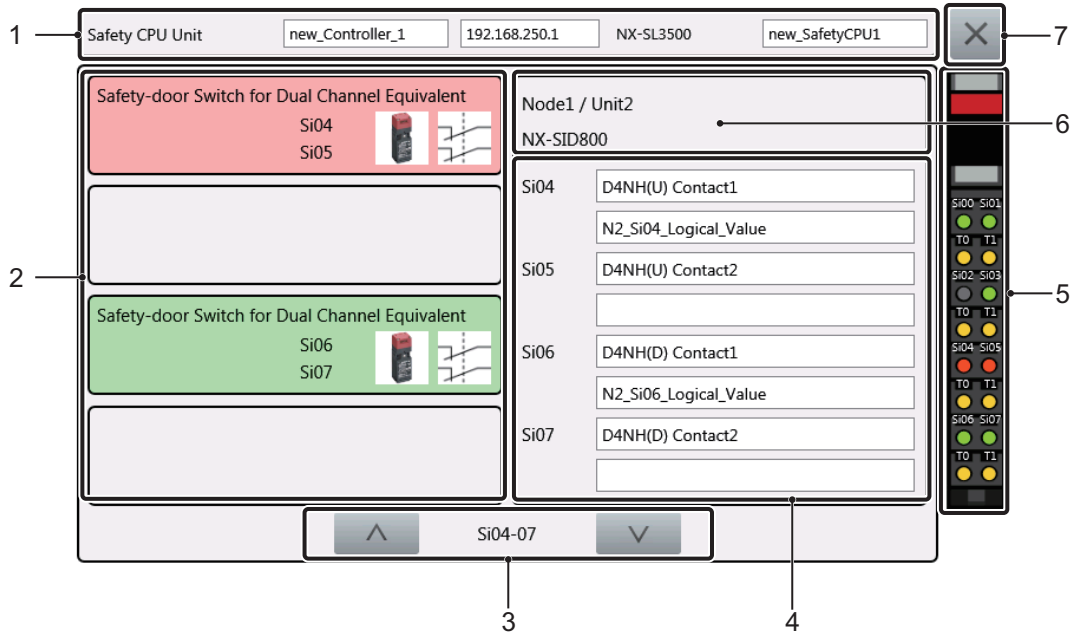 1
Safety CPU Unit
new_Controller_1
192.168.250.1
NX-SL3500
new_SafetyCPU1
7
2
Safety-door Switch for Dual Channel Equivalent
Si04
Si05
Safety-door Switch for Dual Channel Equivalent
Si06
Si07
Node1 / Unit2
NX-SID800
6
Si04
D4NH(U) Contact1
N2_Si04_Logical_Value
Si05
D4NH(U) Contact2
Si06
D4NH(D) Contact1
N2_Si06_Logical_Value
Si07
D4NH(D) Contact2
Si00 Si01
T0 T1
Si02 Si03
T0 T1
Si04 Si05
T0 T1
Si06 Si07
T0 T1
5
Si04-07
3
4